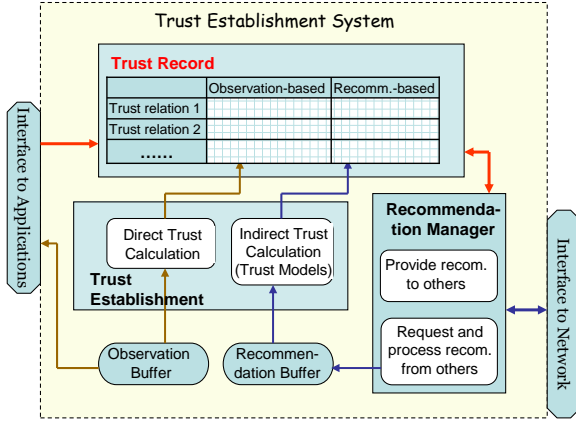 Trust Establishment System
Trust Record
Observation-based Recomm.-based
Trust relation 1
Trust relation 2
......
Interface to Applications
Direct Trust
Calculation
Indirect Trust
Calculation
(Trust Models)
Trust
Establishment
Recommenda-
tion Manager
Provide recom.
to others
Request and
process recom.
from others
Interface to Network
Observation
Buffer
Recommen-
dation Buffer